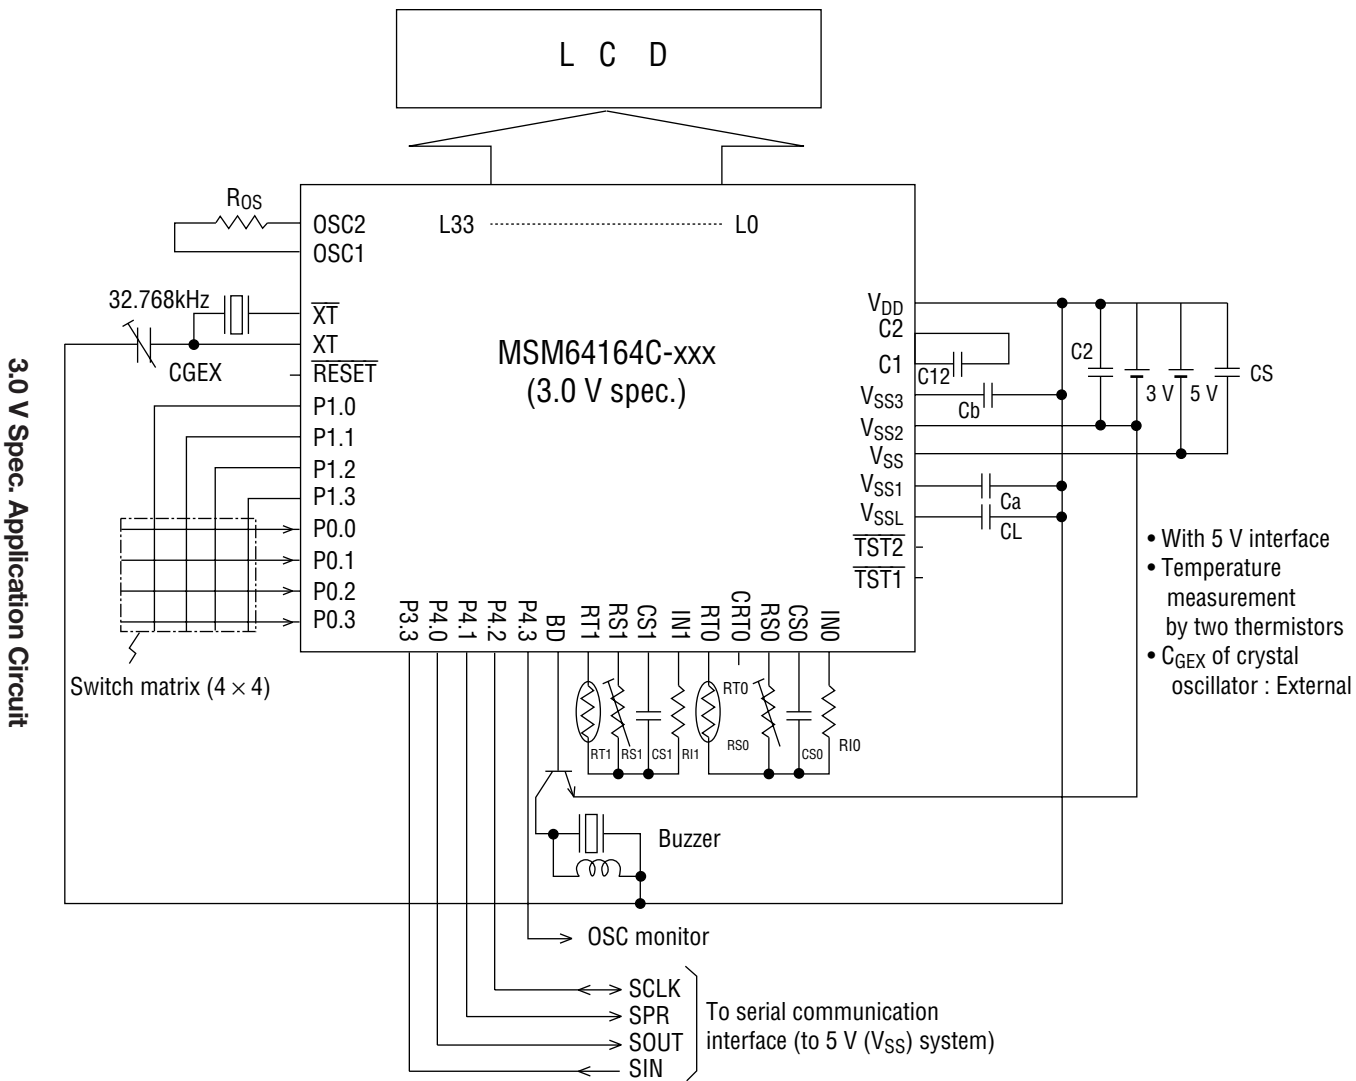 3.0 V Spec. Application Circuit
L C D
ROS
OSC2
OSC1
L33
L0
32.768kHz
XT
XT
CGEX
RESET
P1.0
P1.1
P1.2
P1.3
P0.0
P0.1
P0.2
P0.3
Switch matrix (4 × 4)
MSM64164C-xxx
(3.0 V spec.)
VDD
C2
C1
C12
VSS3
Cb
VSS2
VSS
VSS1
Ca
VSSL
CL
TST2
TST1
C2
3 V
5 V
CS
• With 5 V interface
• Temperature
measurement
by two thermistors
• CGEX of crystal
oscillator : External
P3.3
P4.0
P4.1
P4.2
P4.3
BD
RT1
RS1
CS1
IN1
RT0
CRT0
RS0
CS0
IN0
RT1
RS1
CS1
RI1
RT0
RS0
CS0
RI0
Buzzer
OSC monitor
SCLK
SPR
SOUT
SIN
To serial communication
interface (to 5 V (VSS) system)